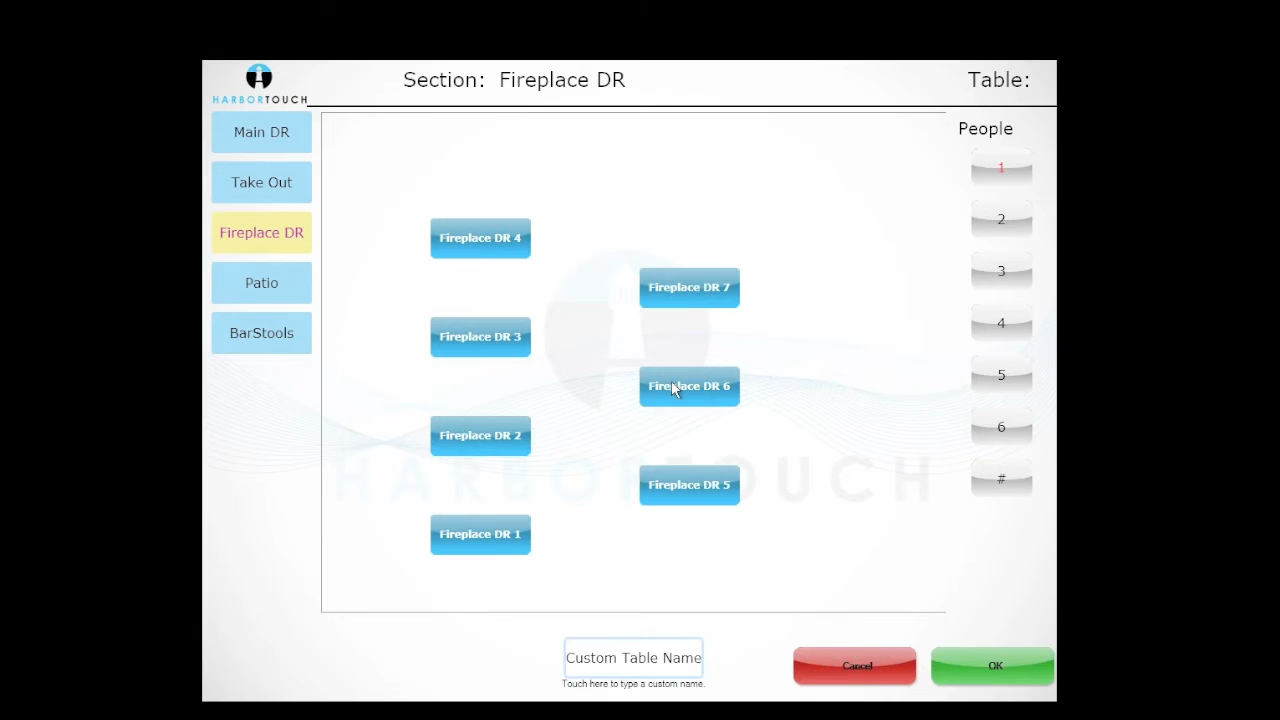 HARBORTOUCH
Section: Fireplace DR
Table:
Main DR
Take Out
Fireplace DR
Patio
BarStools
Fireplace DR 4
Fireplace DR 7
Fireplace DR 3
Fireplace DR 6
Fireplace DR 2
Fireplace DR 5
Fireplace DR 1
HARBORTOUCH
People
1
2
3
4
5
6
#
Custom Table Name
Touch here to type a custom name.
Cancel
OK